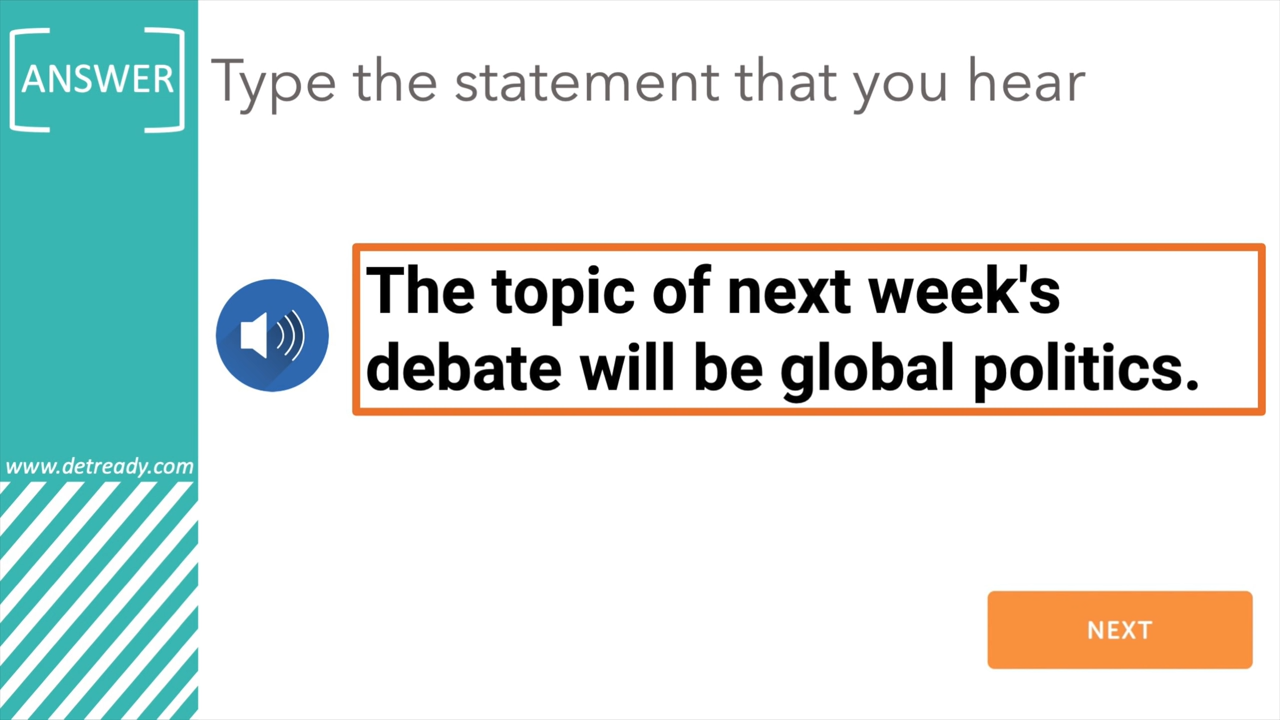 ANSWER
Type the statement that you hear
The topic of next week's
debate will be global politics.
www.detready.com
NEXT